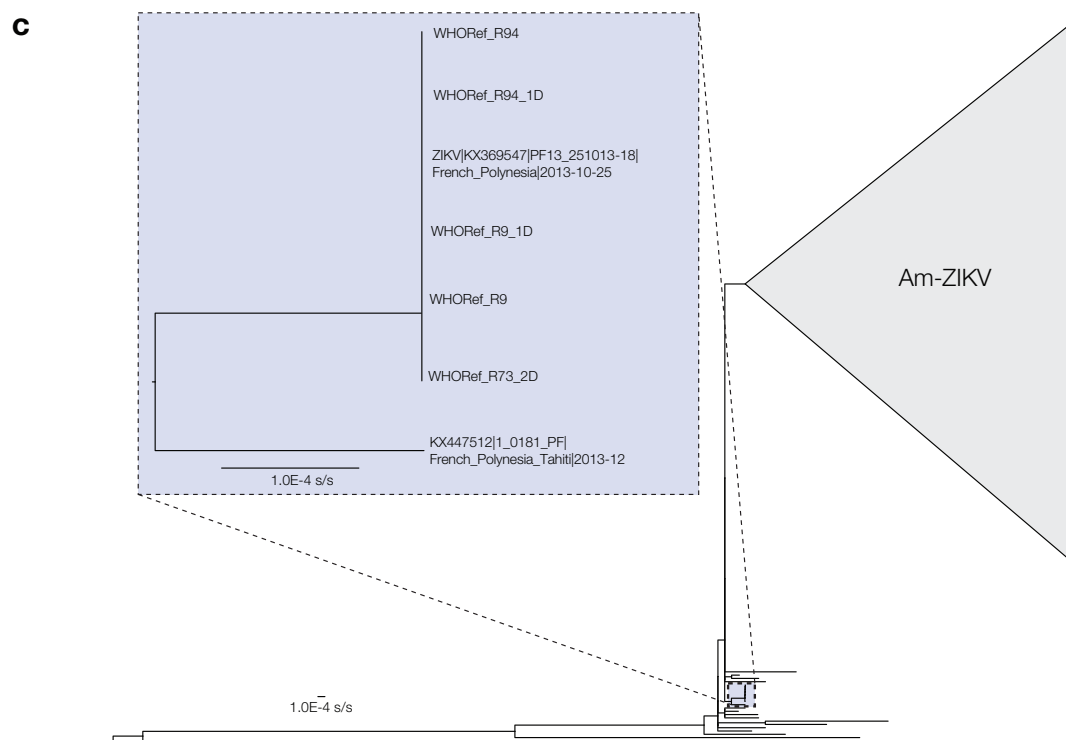 c
WHORef_R94
WHORef_R94_1D
ZIKV|KX369547|PF13_251013-18|
French_Polynesia|2013-10-25
WHORef_R9_1D
WHORef_R9
WHORef_R73_2D
KX447512|1_0181_PF|
French_Polynesia_Tahiti|2013-12
1.0E-4 s/s
Am-ZIKV
1.0E-4 s/s